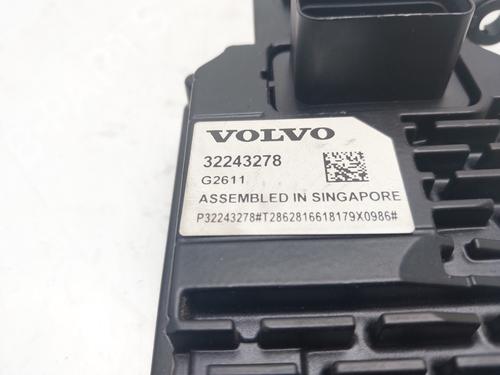 VOLVO
32243278
G2611
ASSEMBLED IN SINGAPORE
P32243278#T2862816618179X0986#